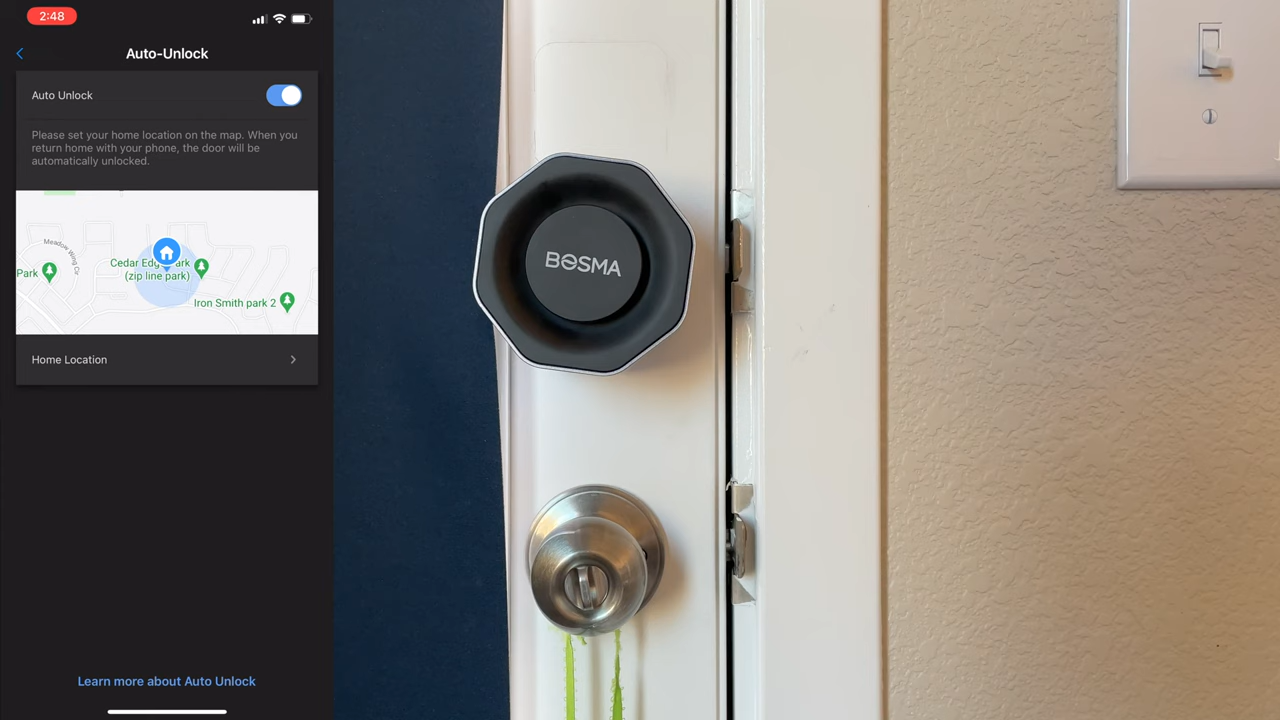 2:48
Auto-Unlock
Auto Unlock
Please set your home location on the map. When you
return home with your phone, the door will be
automatically unlocked.
Meadow Wing Cir
Park
Cedar Edge Park
(zip line park)
Iron Smith park 2
Home Location
Learn more about Auto Unlock
BOSMA